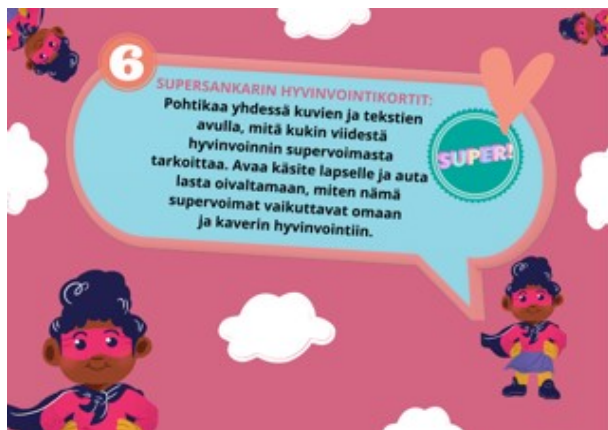 6
SUPERSANKARIN HYVINVOINTIKORTIT:
Pohtikaa yhdessä kuvien ja tekstien
avulla, mitä kukin viidestä
hyvinvoinnin supervoimasta
tarkoittaa. Avaa käsite lapselle ja auta
lasta oivaltamaan, miten nämä
supervoimat vaikuttavat omaan
ja kaverin hyvinvointiin.
SUPER!